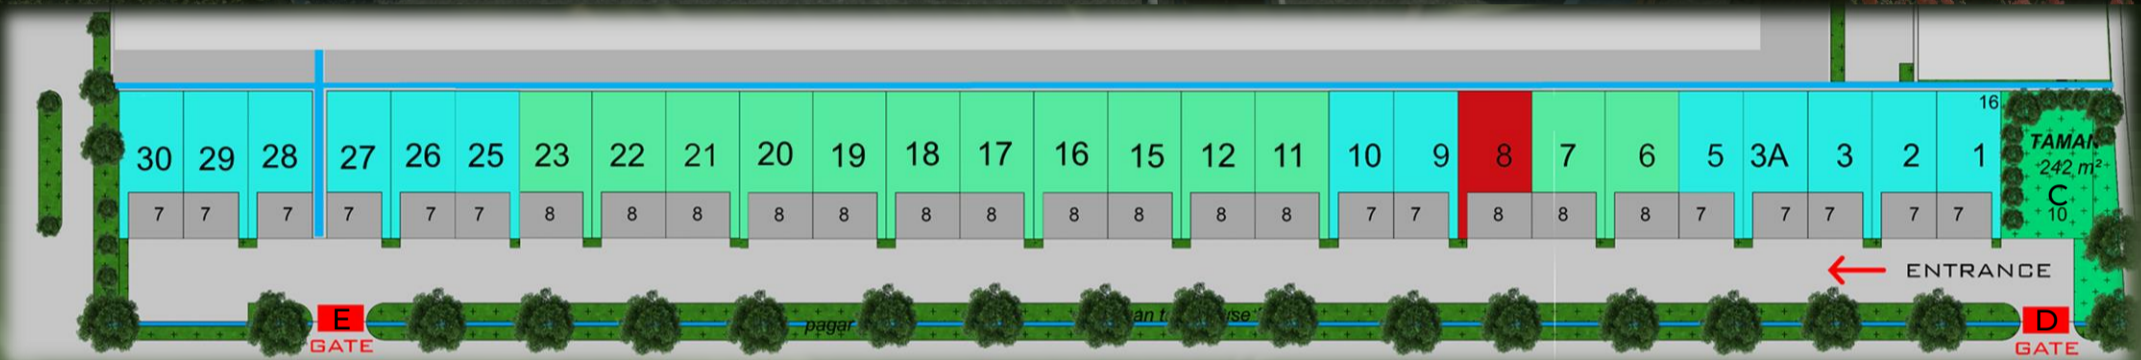 16
30 29 28 27 26 25 23 22 21 20 19 18 17 16 15 12 11 10 9 8 7 6 5 3A 3 2 1
TAMAN
242 m²
C
10
7 7 7 7 7 7 8 8 8 8 8 8 8 8 8 8 8 7 7 8 8 8 7 7 7 7 7
ENTRANCE
E
GATE
pagar
D
GATE